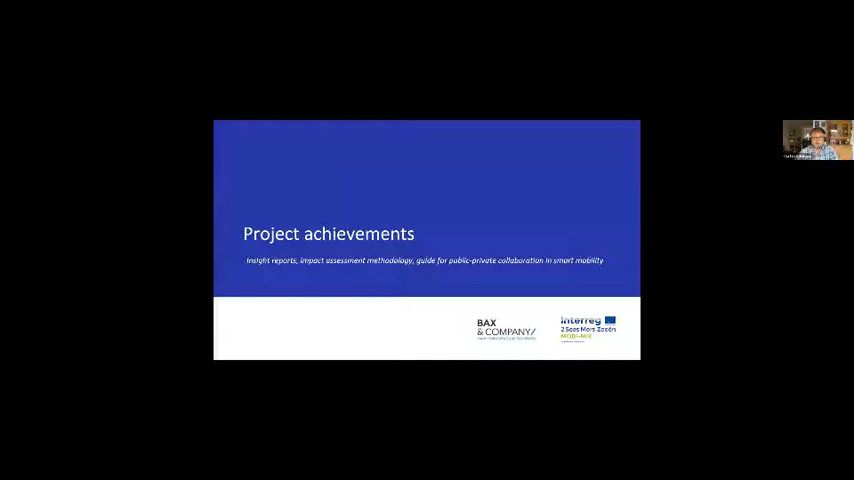 Project achievements
Insight reports, impact assessment methodology, guide for public-private collaboration in smart mobility
BAX
& COMPANY/
Interreg
2 Seas Mers Zeeën
MOBI-MIX